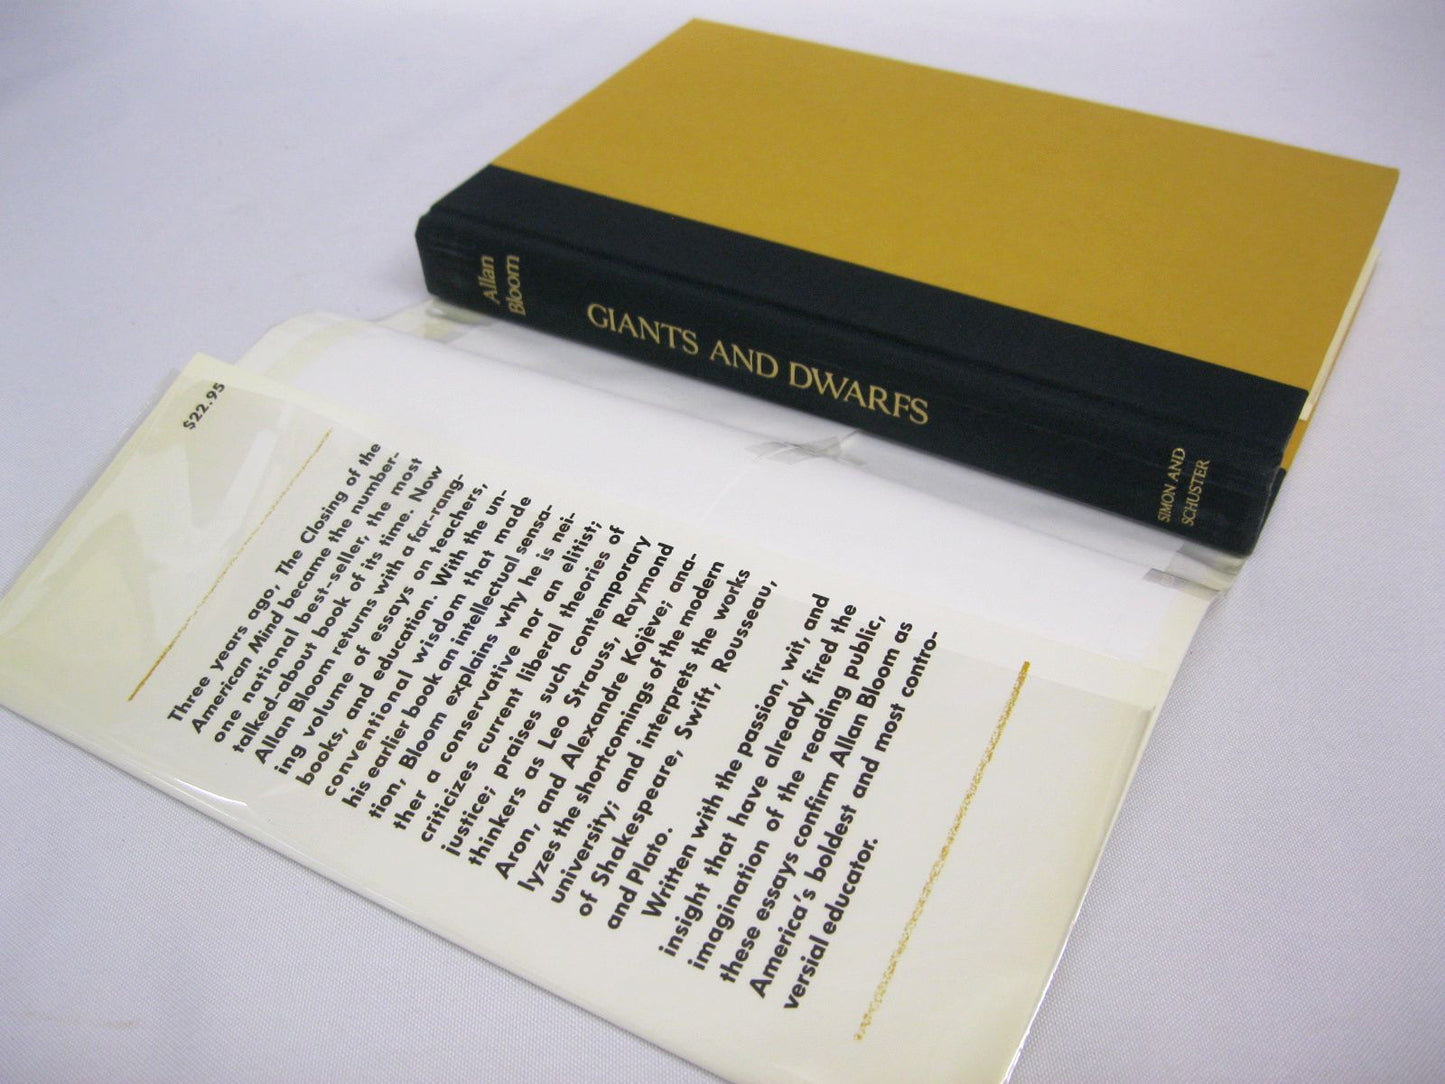 Allan
Bloom
GIANTS AND DWARFS
SIMON AND
SCHUSTER
$22.95
Three years ago, The Closing of the
American Mind became the number-
one national best-seller, the most
talked-about book of its time. Now
Allan Bloom returns with a far-rang-
ing volume of essays on teachers,
books, and education. With the un-
conventional wisdom that made
his earlier book an intellectual sensa-
tion, Bloom explains why he is nei-
ther a conservative nor an elitist;
criticizes current liberal theories of
justice; praises such contemporary
thinkers as Leo Strauss, Raymond
Aron, and Alexandre Kojève; ana-
lyzes the shortcomings of the modern
university; and interprets the works
of Shakespeare, Swift, Rousseau,
and Plato.
Written with the passion, wit, and
insight that have already fired the
imagination of the reading public,
these essays confirm Allan Bloom as
America's boldest and most contro-
versial educator.